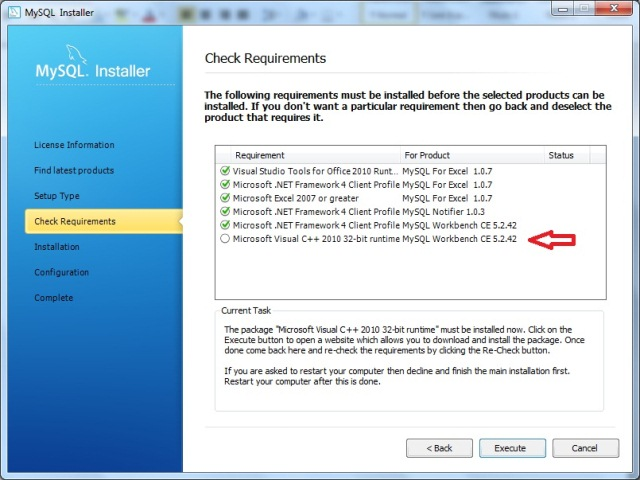 MySQL Installer
MySQL. Installer
License Information
Find latest products
Setup Type
Check Requirements
Installation
Configuration
Complete
Check Requirements
The following requirements must be installed before the selected products can be
installed. If you don't want a particular requirement then go back and deselect the
product that requires it.
Requirement For Product Status
Visual Studio Tools for Office 2010 Runt... MySQL For Excel 1.0.7
Microsoft .NET Framework 4 Client Profile MySQL For Excel 1.0.7
Microsoft Excel 2007 or greater MySQL For Excel 1.0.7
Microsoft .NET Framework 4 Client Profile MySQL Notifier 1.0.3
Microsoft .NET Framework 4 Client Profile MySQL Workbench CE 5.2.42
Microsoft Visual C++ 2010 32-bit runtime MySQL Workbench CE 5.2.42
Current Task
The package "Microsoft Visual C++ 2010 32-bit runtime" must be installed now. Click on the
Execute button to open a website which allows you to download and install the package. Once
done come back here and re-check the requirements by clicking the Re-Check button.
If you are asked to restart your computer then decline and finish the main installation first.
Restart your computer after this is done.
< Back Execute Cancel